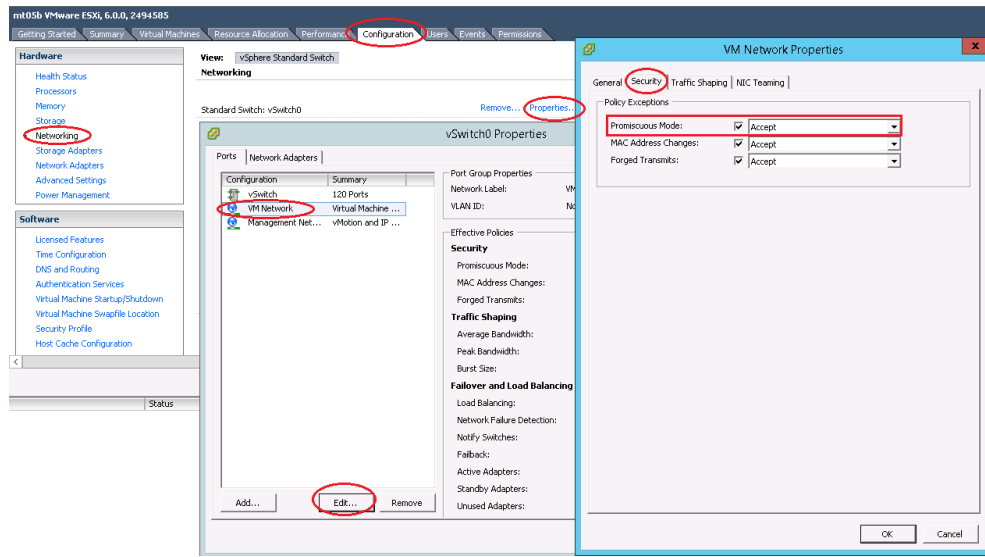 mt05b VMware ESXi, 6.0.0, 2494585
Getting Started Summary Virtual Machines Resource Allocation Performance Configuration Users Events Permissions
Hardware
Health Status
Processors
Memory
Storage
Networking
Storage Adapters
Network Adapters
Advanced Settings
Power Management
Software
Licensed Features
Time Configuration
DNS and Routing
Authentication Services
Virtual Machine Startup/Shutdown
Virtual Machine Swapfile Location
Security Profile
Host Cache Configuration
Status
View: vSphere Standard Switch
Networking
Standard Switch: vSwitch0 Remove... Properties...
vSwitch0 Properties
Ports Network Adapters
Configuration Summary
vSwitch 120 Ports
VM Network Virtual Machine ...
Management Net... vMotion and IP ...
Add... Edit... Remove
Port Group Properties
Network Label: VM
VLAN ID: No
Effective Policies
Security
Promiscuous Mode:
MAC Address Changes:
Forged Transmits:
Traffic Shaping
Average Bandwidth:
Peak Bandwidth:
Burst Size:
Failover and Load Balancing
Load Balancing:
Network Failure Detection:
Notify Switches:
Failback:
Active Adapters:
Standby Adapters:
Unused Adapters:
VM Network Properties
General Security Traffic Shaping NIC Teaming
Policy Exceptions
Promiscuous Mode: Accept
MAC Address Changes: Accept
Forged Transmits: Accept
OK Cancel